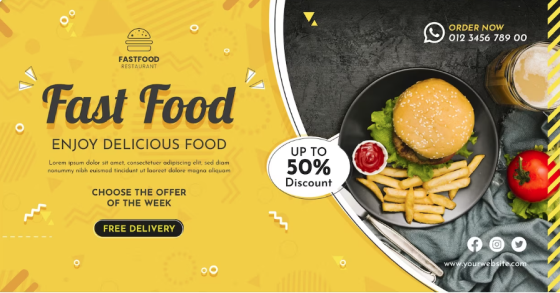 FASTFOOD
RESTAURANT
Fast Food
ENJOY DELICIOUS FOOD
Lorem ipsum dolor sit amet, consectetuer adipiscing elit, sed diam
nonummy nibh euismod tincidunt ut laoreet dolore magna aliquam
CHOOSE THE OFFER
OF THE WEEK
FREE DELIVERY
UP TO
50%
Discount
ORDER NOW
012 3456 789 00
www.yourwebsite.com